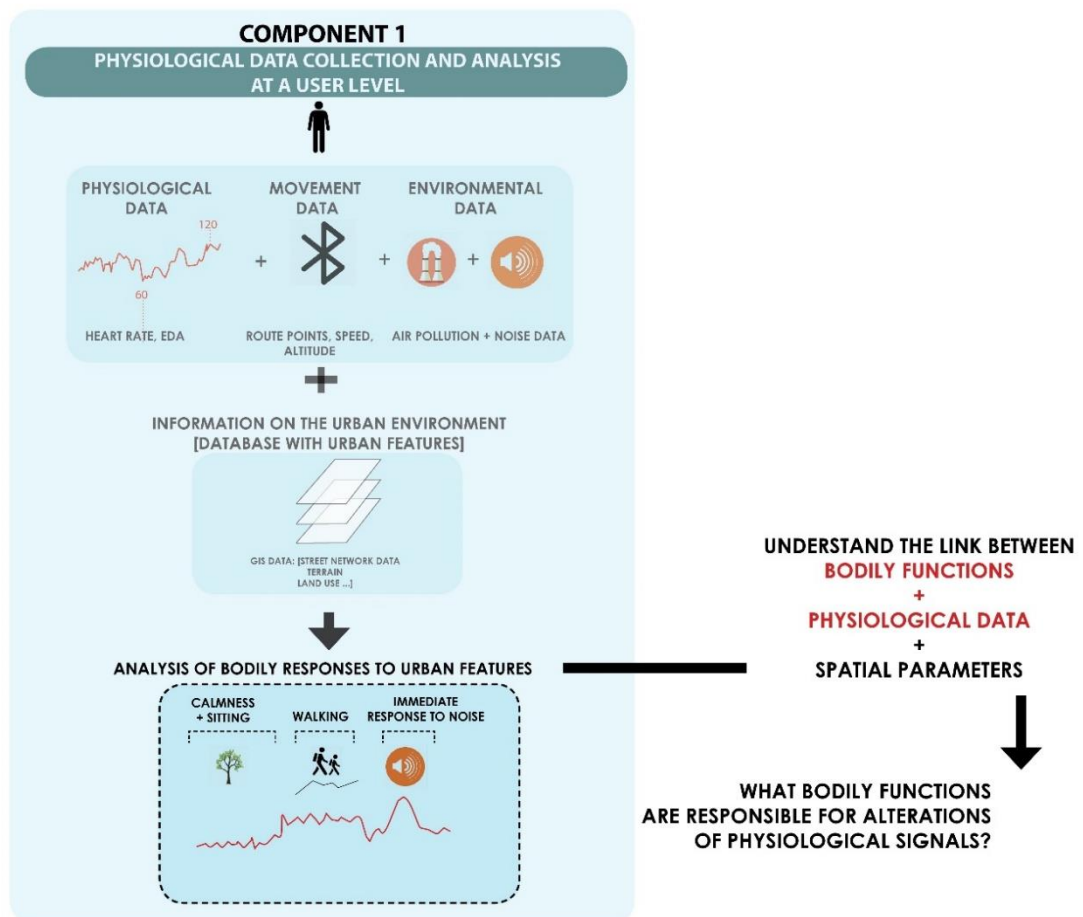 COMPONENT 1
PHYSIOLOGICAL DATA COLLECTION AND ANALYSIS
AT A USER LEVEL
PHYSIOLOGICAL
DATA
MOVEMENT
DATA
ENVIRONMENTAL
DATA
120
+
+
+
60
HEART RATE, EDA
ROUTE POINTS, SPEED,
ALTITUDE
AIR POLLUTION + NOISE DATA
+
INFORMATION ON THE URBAN ENVIRONMENT
[DATABASE WITH URBAN FEATURES]
GIS DATA: [STREET NETWORK DATA
TERRAIN
LAND USE ...]
ANALYSIS OF BODILY RESPONSES TO URBAN FEATURES
CALMNESS
+ SITTING
WALKING
IMMEDIATE
RESPONSE TO NOISE
UNDERSTAND THE LINK BETWEEN
BODILY FUNCTIONS
+
PHYSIOLOGICAL DATA
+
SPATIAL PARAMETERS
WHAT BODILY FUNCTIONS
ARE RESPONSIBLE FOR ALTERATIONS
OF PHYSIOLOGICAL SIGNALS?